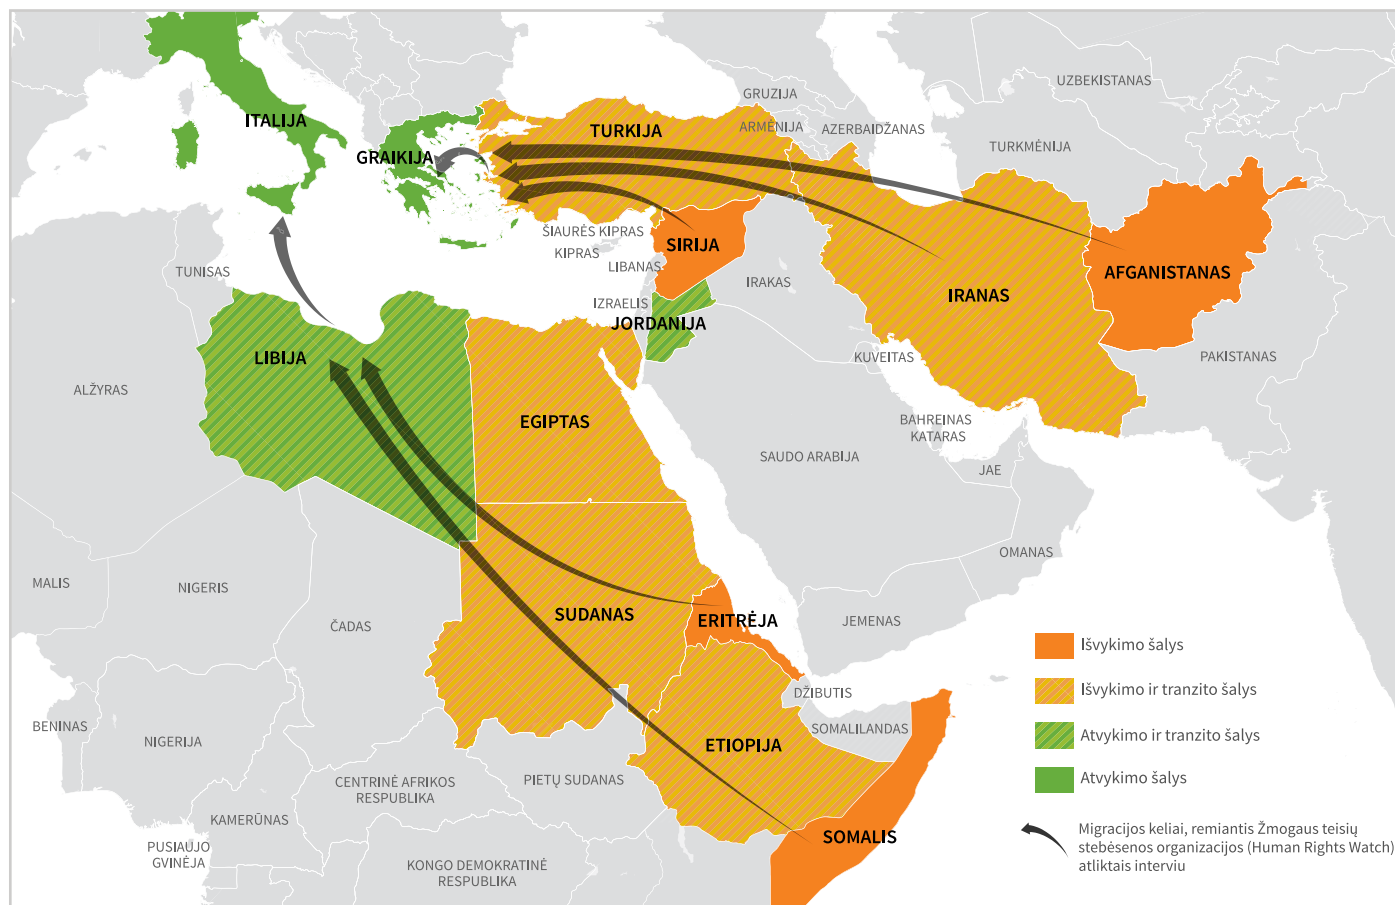 UZBEKISTANAS
GRUZIJA
ITALIJA
TURKIJA
ARMĖNIJA
AZERBAIDŽANAS
TURKMĖNIJA
GRAIKIJA
ŠIAURĖS KIPRAS
KIPRAS
SIRIJA
LIBANAS
TUNISAS
AFGANISTANAS
IRAKAS
IRANAS
IZRAELIS
JORDANIJA
LIBIJA
KUVEITAS
PAKISTANAS
ALŽYRAS
EGIPTAS
BAHREINAS
KATARAS
SAUDO ARABIJA
JAE
OMANAS
MALIS
NIGERIS
ČADAS
SUDANAS
ERITRĖJA
JEMENAS
DŽIBUTIS
SOMALILANDAS
BENINAS
NIGERIJA
ETIOPIJA
CENTRINĖ AFRIKOS
RESPUBLIKA
PIETŲ SUDANAS
KAMERŪNAS
SOMALIS
PUSIAUJO
GVINĖJA
KONGO DEMOKRATINĖ
RESPUBLIKA
Išvykimo šalys
Išvykimo ir tranzito šalys
Atvykimo ir tranzito šalys
Atvykimo šalys
Migracijos keliai, remiantis Žmogaus teisių
stebėsenos organizacijos (Human Rights Watch)
atliktais interviu